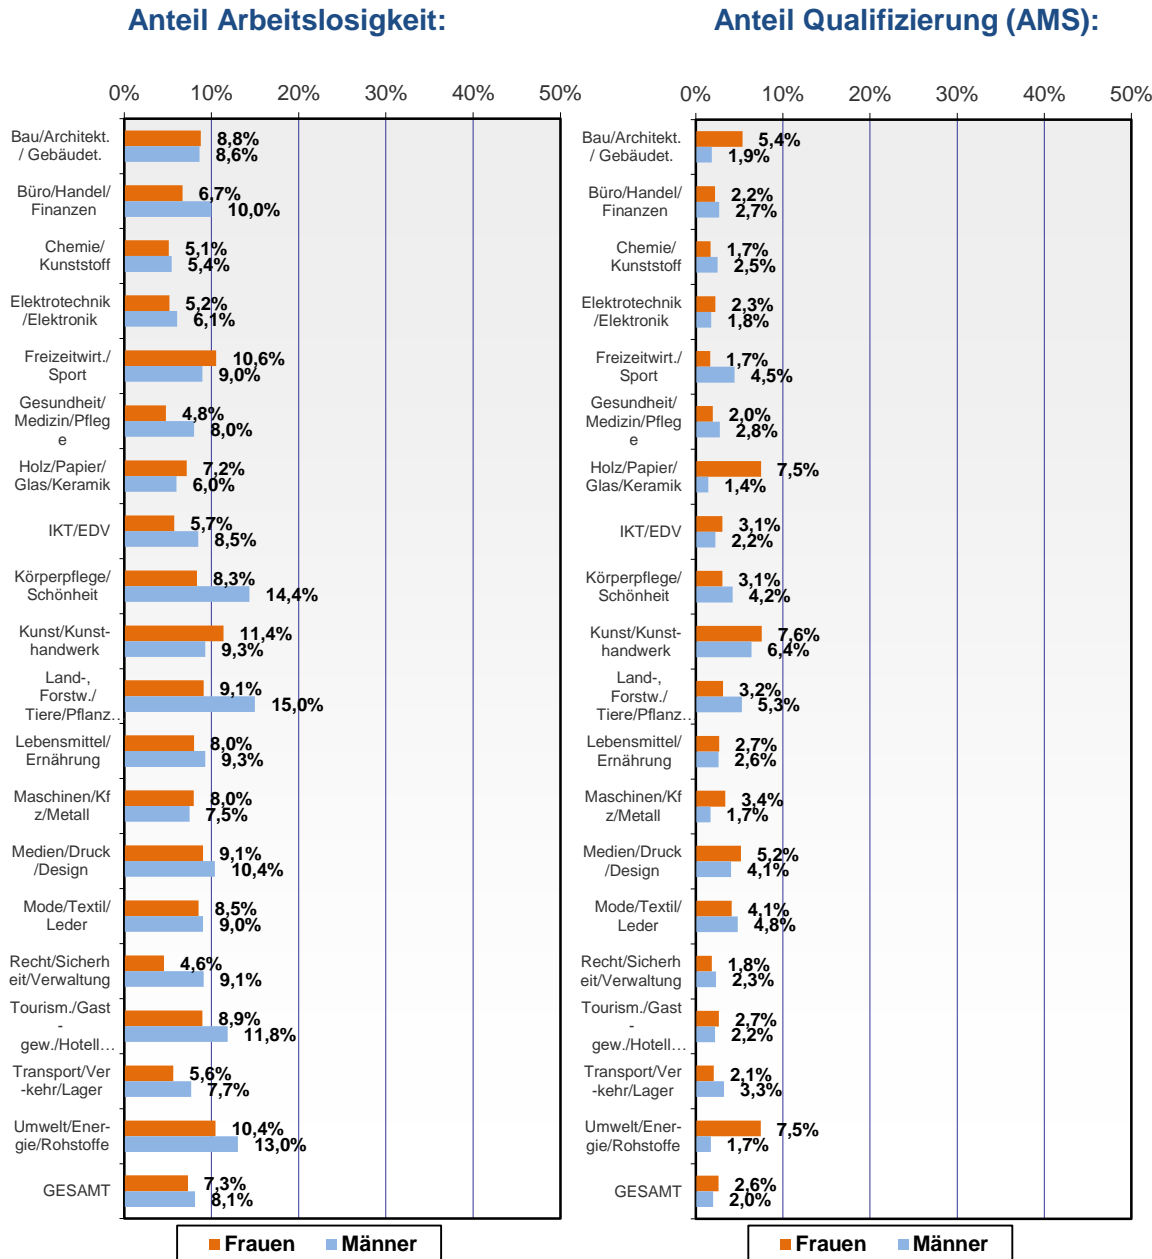 Anteil Arbeitslosigkeit:
0% 10% 20% 30% 40% 50%
Bau/Architekt.
/ Gebäudet.
8,8%
8,6%
Büro/Handel/
Finanzen
6,7%
10,0%
Chemie/
Kunststoff
5,1%
5,4%
Elektrotechnik
/Elektronik
5,2%
6,1%
Freizeitwirt./
Sport
10,6%
9,0%
Gesundheit/
Medizin/Pfleg
e
4,8%
8,0%
Holz/Papier/
Glas/Keramik
7,2%
6,0%
IKT/EDV
5,7%
8,5%
Körperpflege/
Schönheit
8,3%
14,4%
Kunst/Kunst-
handwerk
11,4%
9,3%
Land-,
Forstw./
Tiere/Pflanz…
9,1%
15,0%
Lebensmittel/
Ernährung
8,0%
9,3%
Maschinen/Kf
z/Metall
8,0%
7,5%
Medien/Druck
/Design
9,1%
10,4%
Mode/Textil/
Leder
8,5%
9,0%
Recht/Sicherh
eit/Verwaltung
4,6%
9,1%
Tourism./Gast
-
gew./Hotell…
8,9%
11,8%
Transport/Ver
-kehr/Lager
5,6%
7,7%
Umwelt/Ener-
gie/Rohstoffe
10,4%
13,0%
GESAMT
7,3%
8,1%
Frauen Männer
Anteil Qualifizierung (AMS):
0% 10% 20% 30% 40% 50%
Bau/Architekt.
/ Gebäudet.
5,4%
1,9%
Büro/Handel/
Finanzen
2,2%
2,7%
Chemie/
Kunststoff
1,7%
2,5%
Elektrotechnik
/Elektronik
2,3%
1,8%
Freizeitwirt./
Sport
1,7%
4,5%
Gesundheit/
Medizin/Pfleg
e
2,0%
2,8%
Holz/Papier/
Glas/Keramik
7,5%
1,4%
IKT/EDV
3,1%
2,2%
Körperpflege/
Schönheit
3,1%
4,2%
Kunst/Kunst-
handwerk
7,6%
6,4%
Land-,
Forstw./
Tiere/Pflanz…
3,2%
5,3%
Lebensmittel/
Ernährung
2,7%
2,6%
Maschinen/Kf
z/Metall
3,4%
1,7%
Medien/Druck
/Design
5,2%
4,1%
Mode/Textil/
Leder
4,1%
4,8%
Recht/Sicherh
eit/Verwaltung
1,8%
2,3%
Tourism./Gast
-
gew./Hotell…
2,7%
2,2%
Transport/Ver
-kehr/Lager
2,1%
3,3%
Umwelt/Ener-
gie/Rohstoffe
7,5%
1,7%
GESAMT
2,6%
2,0%
Frauen Männer